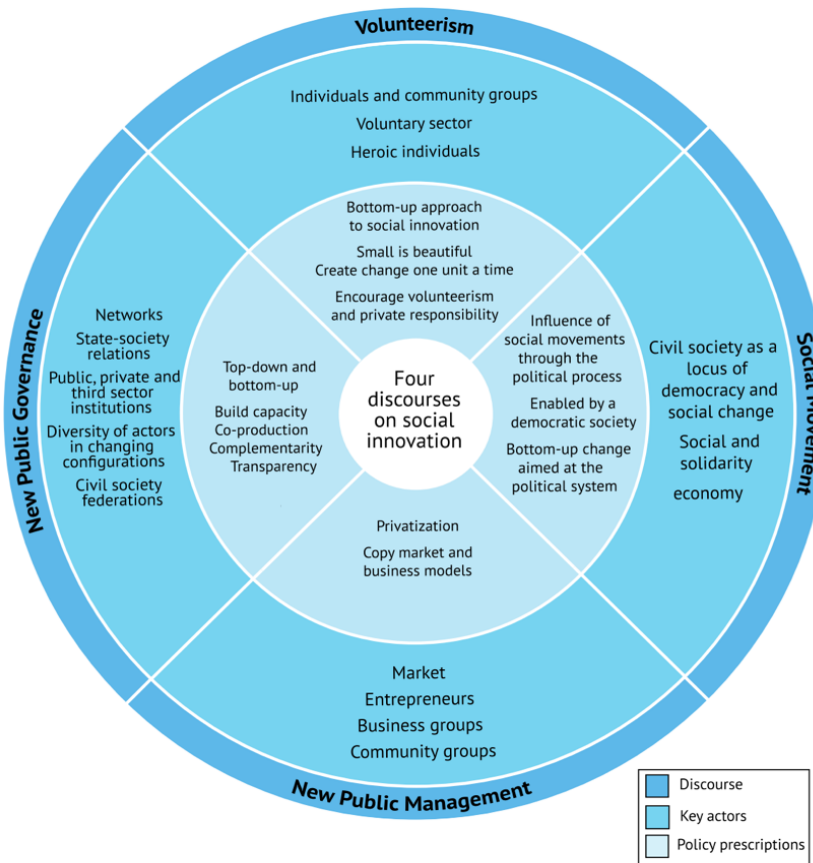 Volunteerism
Individuals and community groups
Voluntary sector
Heroic individuals
Bottom-up approach
to social innovation
Small is beautiful
Create change one unit a time
Encourage volunteerism
and private responsibility
New Public Governance
Networks
State-society
relations
Public, private and
third sector
institutions
Diversity of actors
in changing
configurations
Civil society
federations
Top-down and
bottom-up
Build capacity
Co-production
Complementarity
Transparency
Four
discourses
on social
innovation
Influence of
social movements
through the
political process
Enabled by a
democratic society
Bottom-up change
aimed at the
political system
Civil society as a
locus of
democracy and
social change
Social and
solidarity
economy
Social Movement
Privatization
Copy market and
business models
Market
Entrepreneurs
Business groups
Community groups
New Public Management
Discourse
Key actors
Policy prescriptions